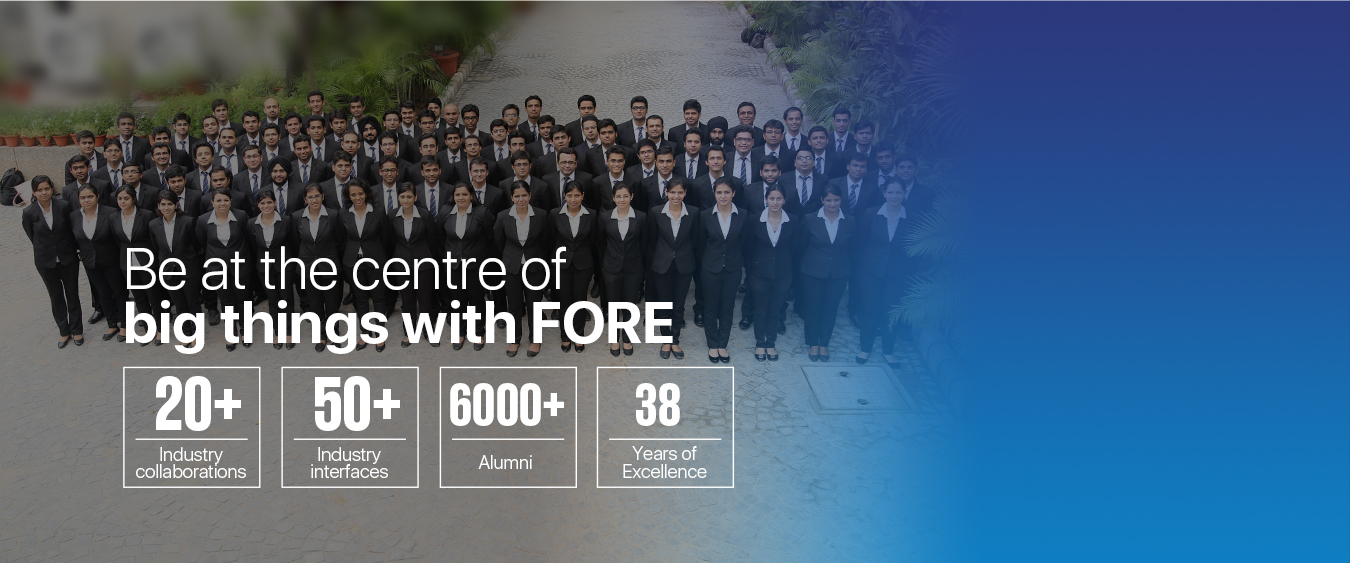 Be at the centre of
big things with FORE
20+
Industry
collaborations
50+
Industry
interfaces
6000+
Alumni
38
Years of
Excellence